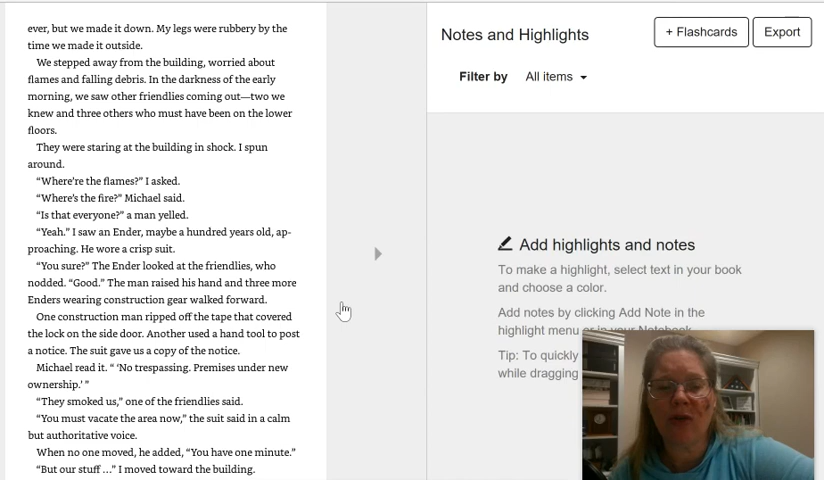 ever, but we made it down. My legs were rubbery by the
time we made it outside.
We stepped away from the building, worried about
flames and falling debris. In the darkness of the early
morning, we saw other friendlies coming out—two we
knew and three others who must have been on the lower
floors.
They were staring at the building in shock. I spun
around.
“Where’re the flames?” I asked.
“Where’s the fire?” Michael said.
“Is that everyone?” a man yelled.
“Yeah.” I saw an Ender, maybe a hundred years old, ap-
proaching. He wore a crisp suit.
“You sure?” The Ender looked at the friendlies, who
nodded. “Good.” The man raised his hand and three more
Enders wearing construction gear walked forward.
One construction man ripped off the tape that covered
the lock on the side door. Another used a hand tool to post
a notice. The suit gave us a copy of the notice.
Michael read it. “ ‘No trespassing. Premises under new
ownership.’ ”
“They smoked us,” one of the friendlies said.
“You must vacate the area now,” the suit said in a calm
but authoritative voice.
When no one moved, he added, “You have one minute.”
“But our stuff ...” I moved toward the building.
Notes and Highlights
+ Flashcards
Export
Filter by
All items
Add highlights and notes
To make a highlight, select text in your book
and choose a color.
Add notes by clicking Add Note in the
highlight menu or in your Notebook.
Tip: To quickly
while dragging